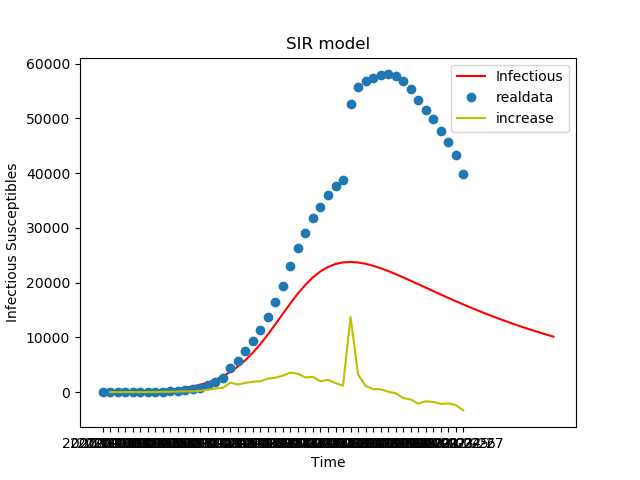 SIR model
Infectious
realdata
increase
60000
50000
40000
30000
20000
10000
0
Infectious Susceptibles
Time